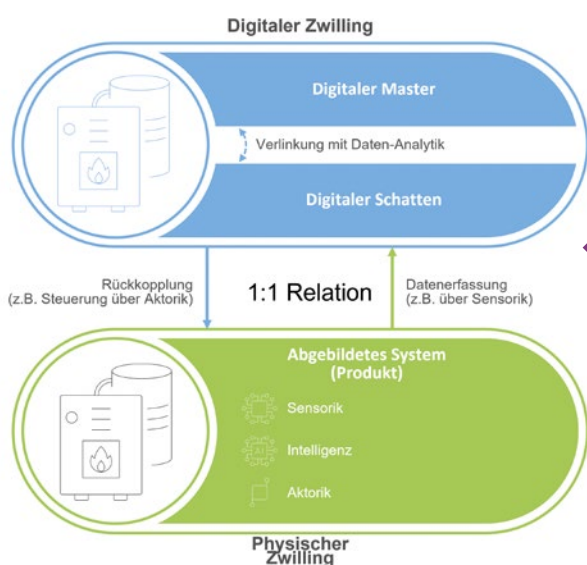 Digitaler Zwilling
Digitaler Master
Verlinkung mit Daten-Analytik
Digitaler Schatten
Rückkopplung
(z.B. Steuerung über Aktorik)
1:1 Relation
Datenerfassung
(z.B. über Sensorik)
Abgebildetes System
(Produkt)
Sensorik
Intelligenz
Aktorik
Physischer
Zwilling